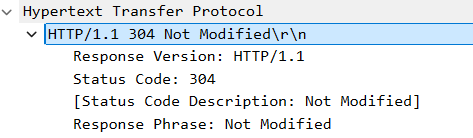 Hypertext Transfer Protocol
HTTP/1.1 304 Not Modified\r\n
Response Version: HTTP/1.1
Status Code: 304
[Status Code Description: Not Modified]
Response Phrase: Not Modified